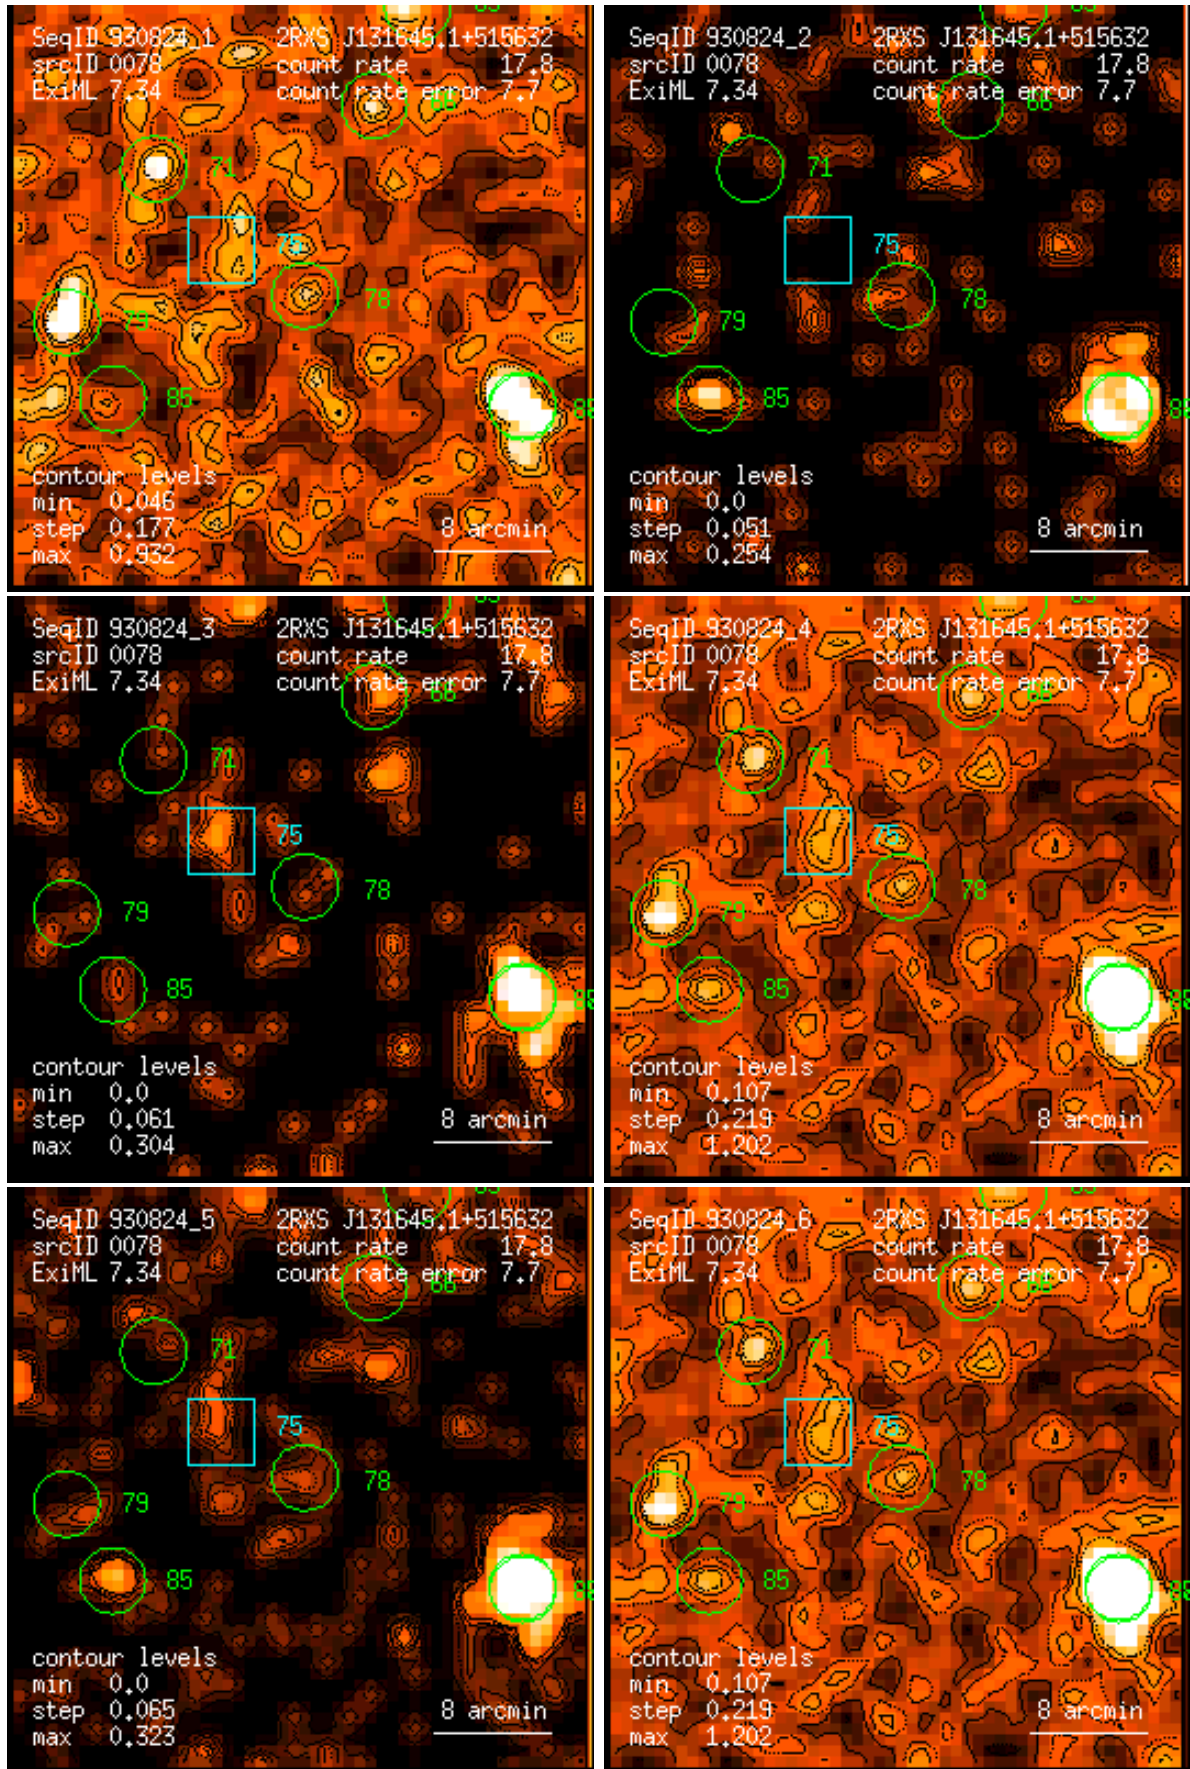 SeqID 930824_1 2RXS J131645.1+515632
srcID 0078 count rate 17.8
ExiML 7.34 count rate error 7.7
66
71
75
78
79
85
contour levels
min 0.046
step 0.177
max 0.932
8 arcmin
SeqID 930824_2 2RXS J131645.1+515632
srcID 0078 count rate 17.8
ExiML 7.34 count rate error 7.7
66
71
75
78
79
85
contour levels
min 0.0
step 0.051
max 0.254
8 arcmin
SeqID 930824_3 2RXS J131645.1+515632
srcID 0078 count rate 17.8
ExiML 7.34 count rate error 7.7
66
71
75
78
79
85
contour levels
min 0.0
step 0.061
max 0.304
8 arcmin
SeqID 930824_4 2RXS J131645.1+515632
srcID 0078 count rate 17.8
ExiML 7.34 count rate error 7.7
66
71
75
78
79
85
contour levels
min 0.107
step 0.219
max 1.202
8 arcmin
SeqID 930824_5 2RXS J131645.1+515632
srcID 0078 count rate 17.8
ExiML 7.34 count rate error 7.7
66
71
75
78
79
85
contour levels
min 0.0
step 0.065
max 0.323
8 arcmin
SeqID 930824_6 2RXS J131645.1+515632
srcID 0078 count rate 17.8
ExiML 7.34 count rate error 7.7
66
71
75
78
79
85
contour levels
min 0.107
step 0.219
max 1.202
8 arcmin